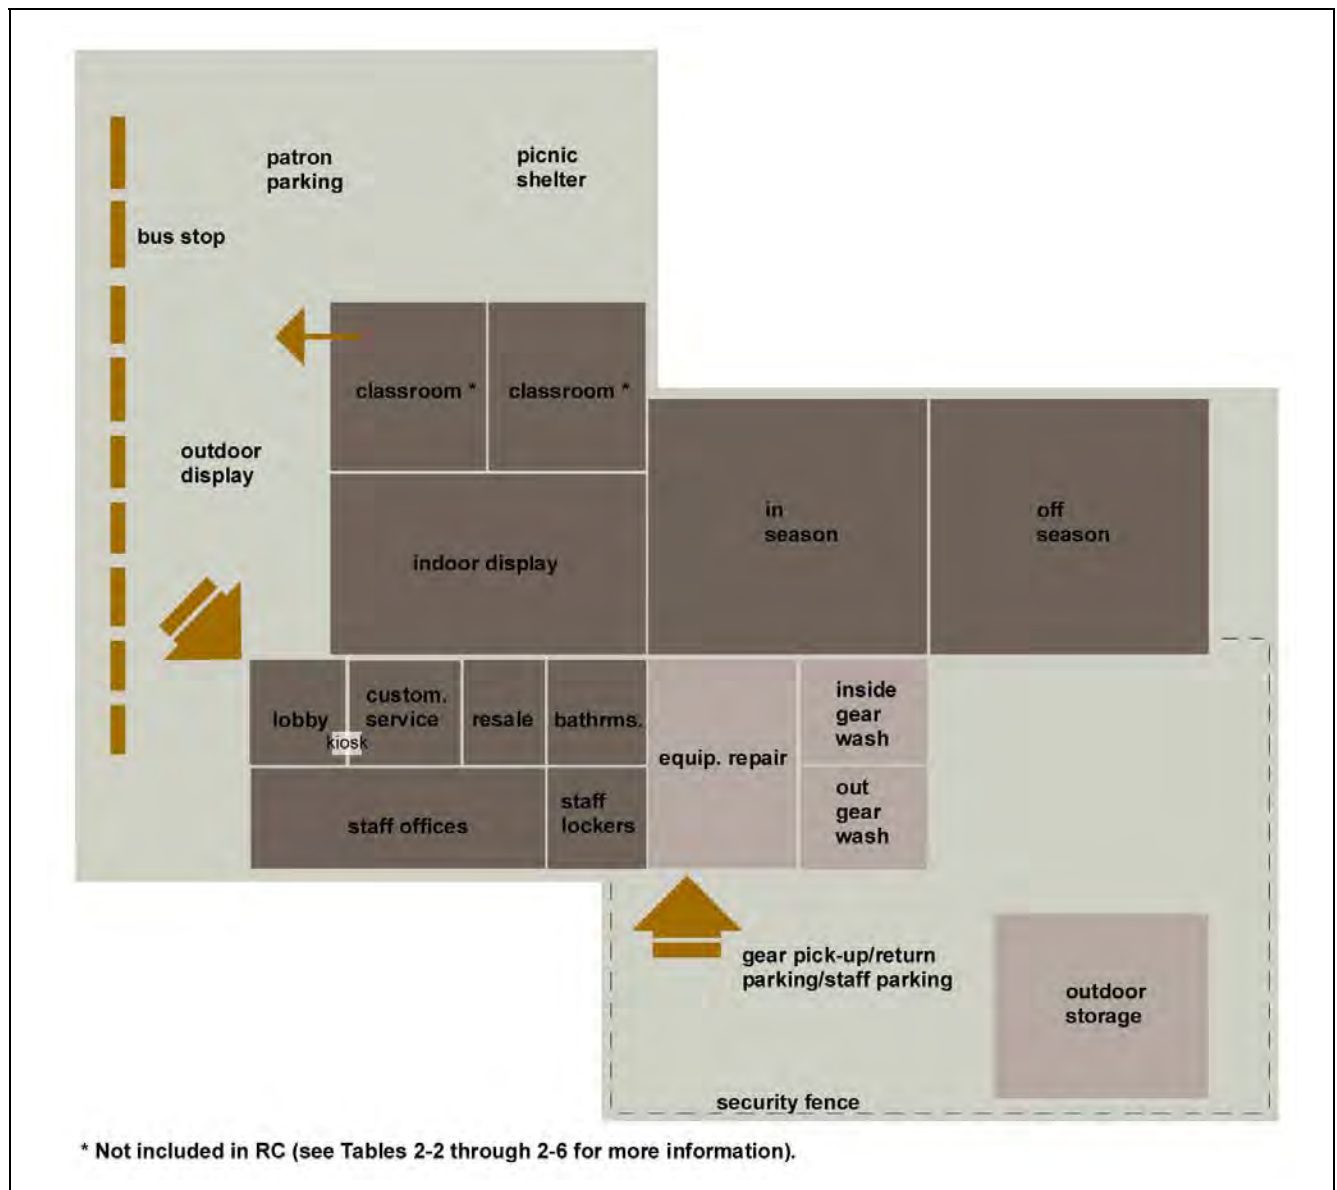 patron
parking
picnic
shelter
bus stop
classroom *
classroom *
outdoor
display
in
season
off
season
indoor display
lobby
custom.
service
kiosk
resale
bathrms.
equip. repair
inside
gear
wash
out
gear
wash
staff offices
staff
lockers
gear pick-up/return
parking/staff parking
outdoor
storage
security fence
* Not included in RC (see Tables 2-2 through 2-6 for more information).